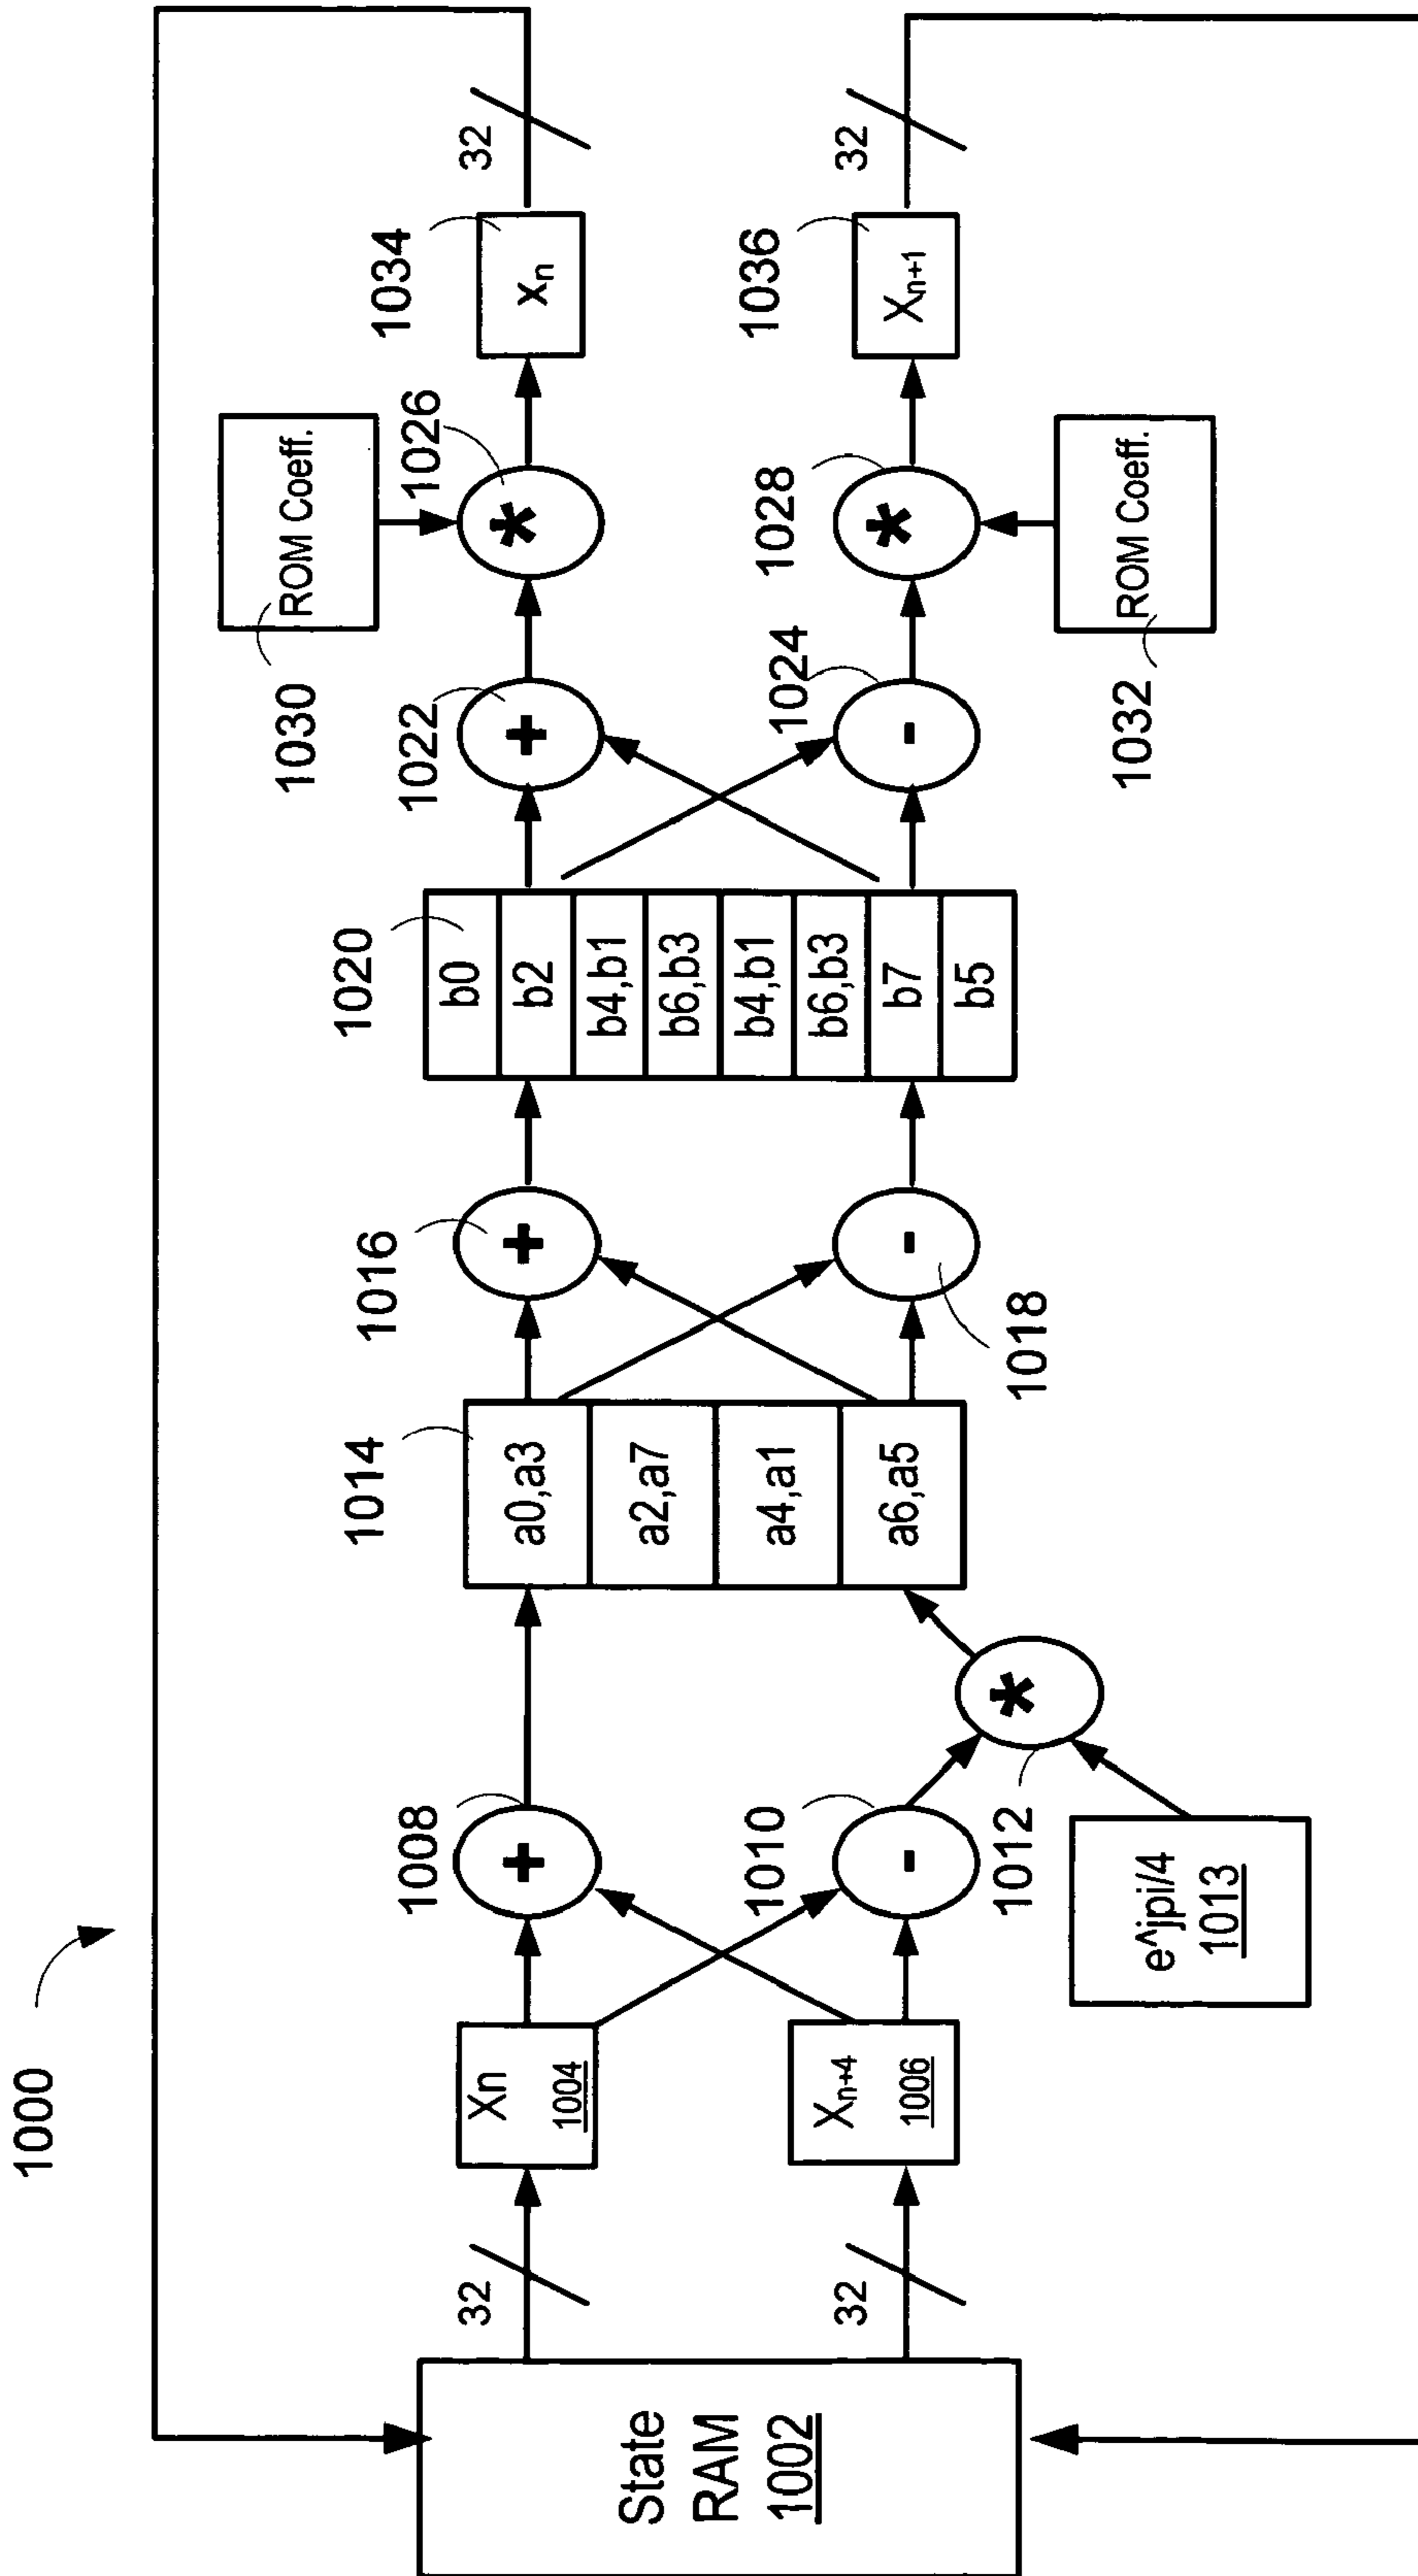 1000
State
RAM
1002
32
32
Xn
1004
Xn+4
1006
1008
+
1010
-
1012
*
e^jpi/4
1013
1014
a0,a3
a2,a7
a4,a1
a6,a5
1016
+
1018
-
1020
b0
b2
b4,b1
b6,b3
b4,b1
b6,b3
b7
b5
1022
+
1024
-
1030
ROM Coeff.
1026
*
1028
*
1032
ROM Coeff.
1034
xn
1036
Xn+1
32
32